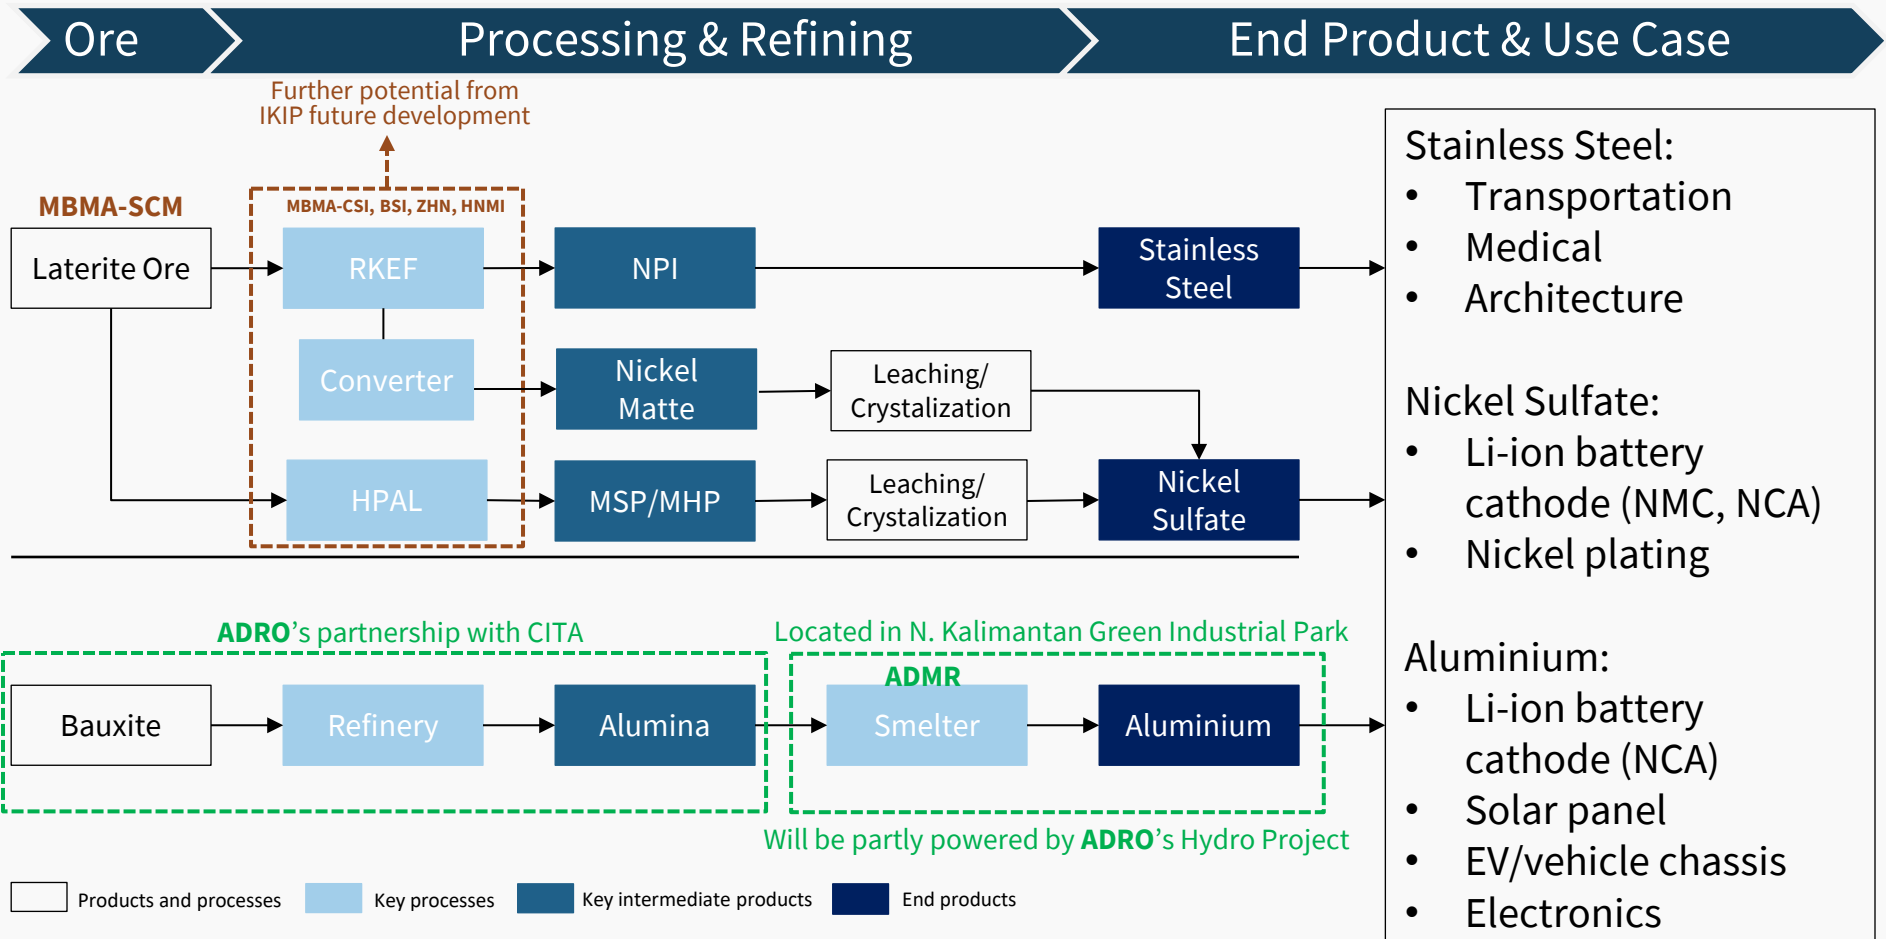 Ore
Processing & Refining
End Product & Use Case
Further potential from
IKIP future development
MBMA-SCM
MBMA-CSI, BSI, ZHN, HNMI
Laterite Ore
RKEF
NPI
Stainless
Steel
Converter
Nickel
Matte
Leaching/
Crystalization
HPAL
MSP/MHP
Leaching/
Crystalization
Nickel
Sulfate
ADRO's partnership with CITA
Located in N. Kalimantan Green Industrial Park
ADMR
Bauxite
Refinery
Alumina
Smelter
Aluminium
Will be partly powered by ADRO's Hydro Project
Products and processes
Key processes
Key intermediate products
End products
Stainless Steel:
• Transportation
• Medical
• Architecture
Nickel Sulfate:
• Li-ion battery
cathode (NMC, NCA)
• Nickel plating
Aluminium:
• Li-ion battery
cathode (NCA)
• Solar panel
• EV/vehicle chassis
• Electronics